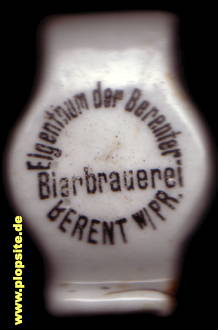 Eigenthum der Berenter
Bierbrauerei
BERENT W/PR.
www.plopsite.de